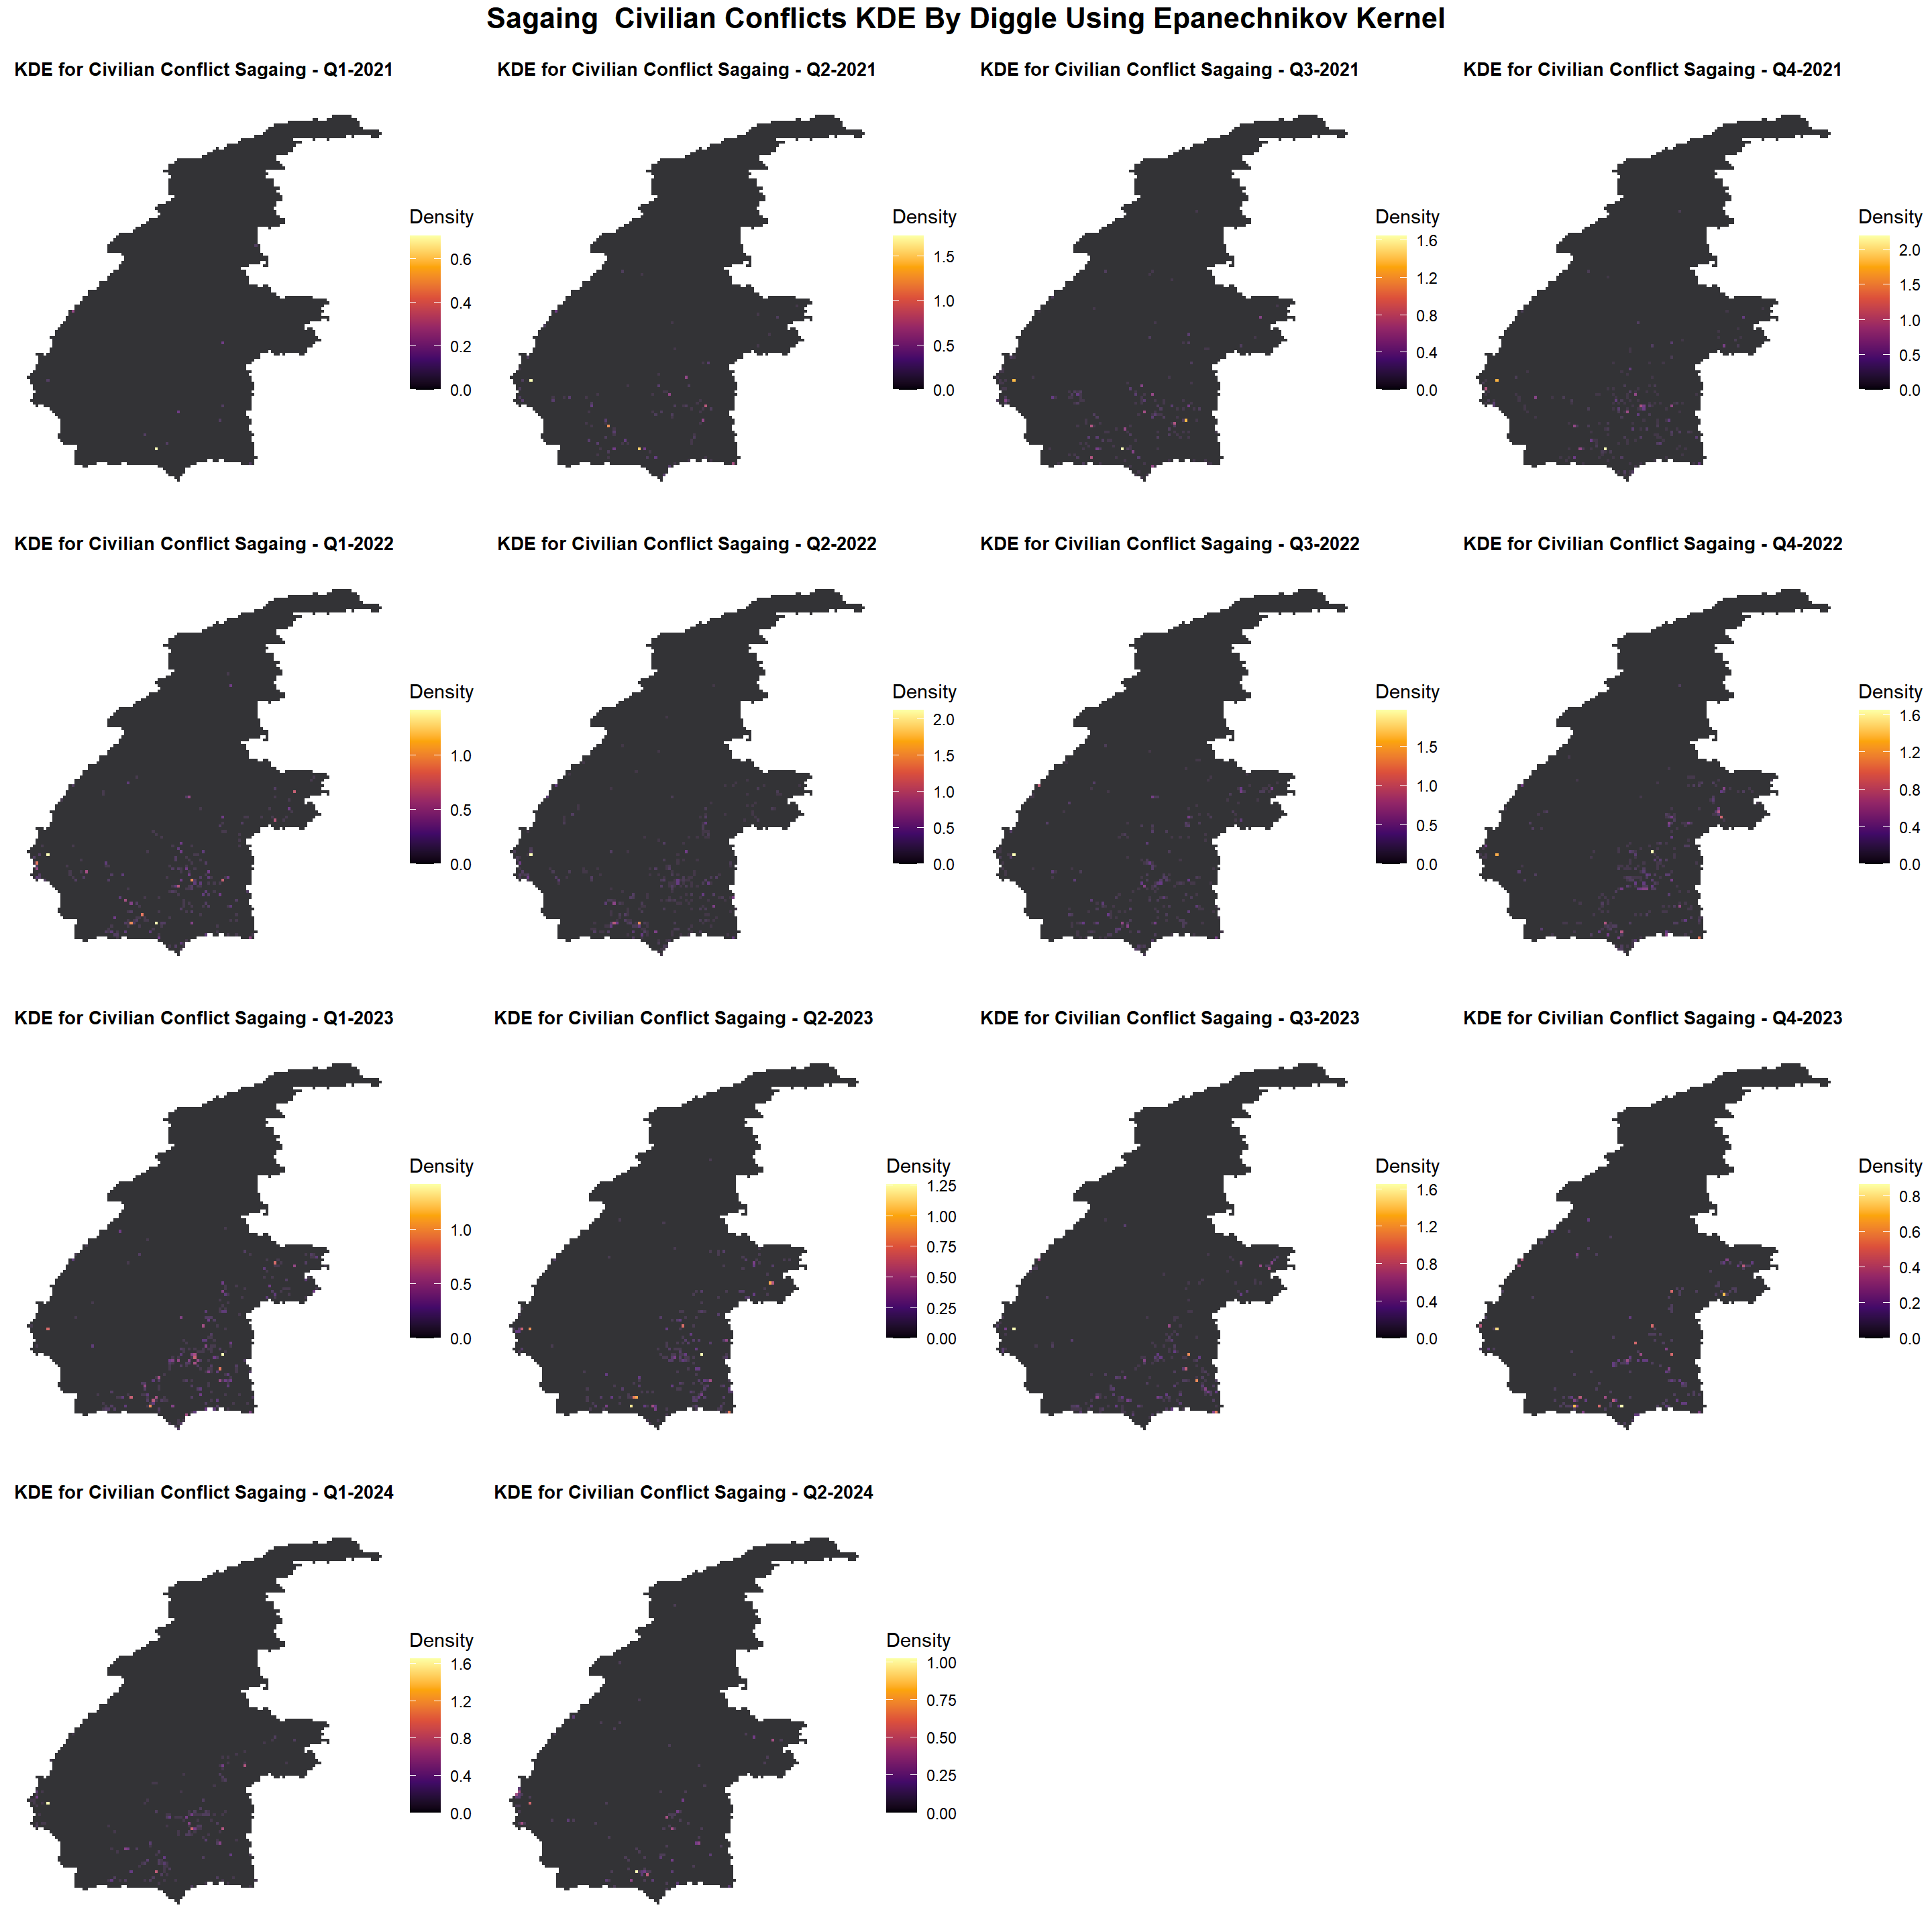 Sagaing  Civilian Conflicts KDE By Diggle Using Epanechnikov Kernel
KDE for Civilian Conflict Sagaing - Q1-2021
Density
0.6
0.4
0.2
0.0
KDE for Civilian Conflict Sagaing - Q2-2021
Density
1.5
1.0
0.5
0.0
KDE for Civilian Conflict Sagaing - Q3-2021
Density
1.6
1.2
0.8
0.4
0.0
KDE for Civilian Conflict Sagaing - Q4-2021
Density
2.0
1.5
1.0
0.5
0.0
KDE for Civilian Conflict Sagaing - Q1-2022
Density
1.0
0.5
0.0
KDE for Civilian Conflict Sagaing - Q2-2022
Density
2.0
1.5
1.0
0.5
0.0
KDE for Civilian Conflict Sagaing - Q3-2022
Density
1.5
1.0
0.5
0.0
KDE for Civilian Conflict Sagaing - Q4-2022
Density
1.6
1.2
0.8
0.4
0.0
KDE for Civilian Conflict Sagaing - Q1-2023
Density
1.0
0.5
0.0
KDE for Civilian Conflict Sagaing - Q2-2023
Density
1.25
1.00
0.75
0.50
0.25
0.00
KDE for Civilian Conflict Sagaing - Q3-2023
Density
1.6
1.2
0.8
0.4
0.0
KDE for Civilian Conflict Sagaing - Q4-2023
Density
0.8
0.6
0.4
0.2
0.0
KDE for Civilian Conflict Sagaing - Q1-2024
Density
1.6
1.2
0.8
0.4
0.0
KDE for Civilian Conflict Sagaing - Q2-2024
Density
1.00
0.75
0.50
0.25
0.00